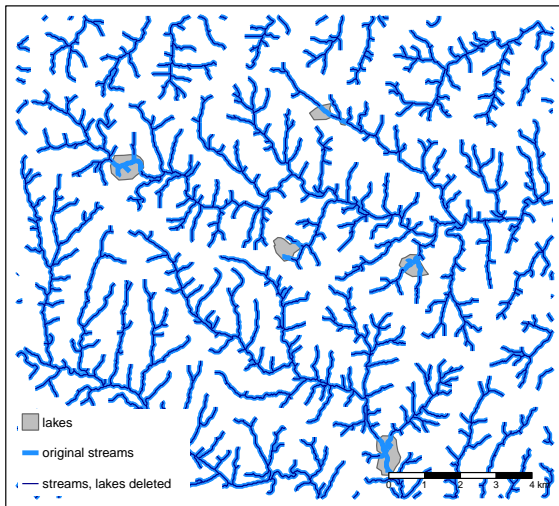 lakes
original streams
streams, lakes deleted
0 1 2 3 4 km